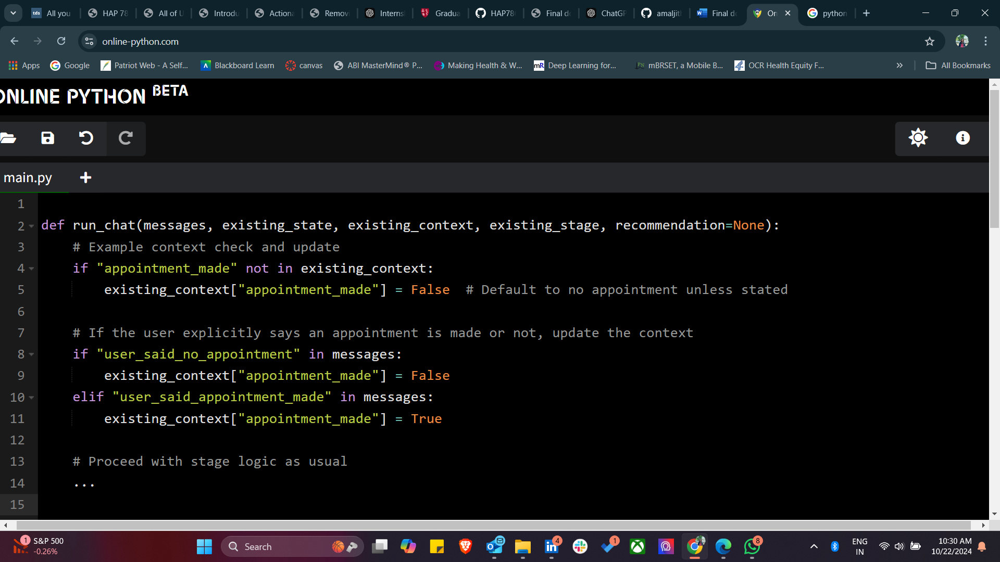 tds All you
HAP 78
All of U
Introdu
Actiona
Remov
Interns
Gradua
HAP78
Final d
ChatGP
amaljit
Final d
On
python
online-python.com
Apps
Google
Patriot Web - A Self...
Blackboard Learn
canvas
ABI MasterMind® P...
Making Health & W...
mR Deep Learning for...
mBRSET, a Mobile B...
OCR Health Equity F...
All Bookmarks
ONLINE PYTHON BETA
main.py
1
2 def run_chat(messages, existing_state, existing_context, existing_stage, recommendation=None):
3 # Example context check and update
4 if "appointment_made" not in existing_context:
5 existing_context["appointment_made"] = False # Default to no appointment unless stated
6
7 # If the user explicitly says an appointment is made or not, update the context
8 if "user_said_no_appointment" in messages:
9 existing_context["appointment_made"] = False
10 elif "user_said_appointment_made" in messages:
11 existing_context["appointment_made"] = True
12
13 # Proceed with stage logic as usual
14 ...
15
1
S&P 500
-0.26%
Search
4
1
8
ENG
IN
10:30 AM
10/22/2024